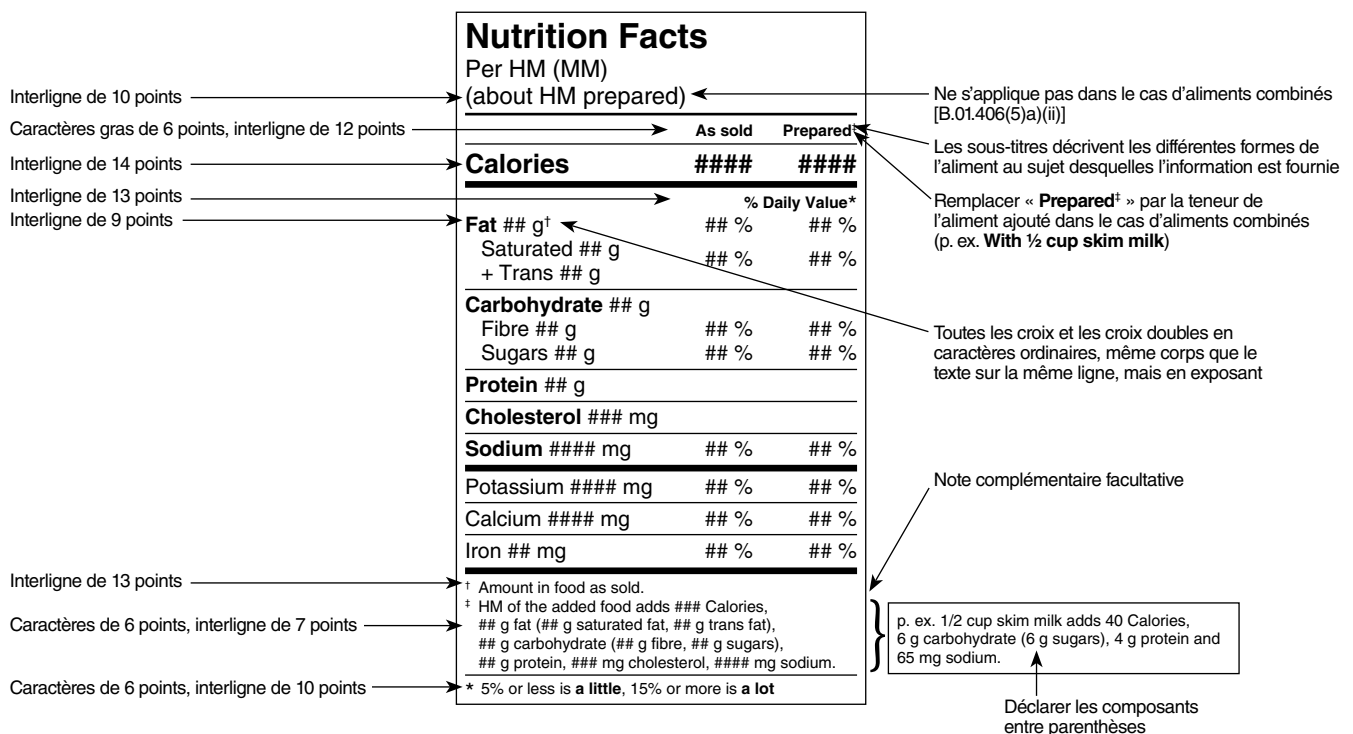 Nutrition Facts
Per HM (MM)
(about HM prepared)
As sold Prepared‡
Calories #### ####
% Daily Value*
Fat ## g† ## % ## %
Saturated ## g
+ Trans ## g ## % ## %
Carbohydrate ## g
Fibre ## g ## % ## %
Sugars ## g ## % ## %
Protein ## g
Cholesterol ### mg
Sodium #### mg ## % ## %
Potassium #### mg ## % ## %
Calcium #### mg ## % ## %
Iron ## mg ## % ## %
† Amount in food as sold.
‡ HM of the added food adds ### Calories,
## g fat (## g saturated fat, ## g trans fat),
## g carbohydrate (## g fibre, ## g sugars),
## g protein, ### mg cholesterol, #### mg sodium.
* 5% or less is a little, 15% or more is a lot
Interligne de 10 points
Caractères gras de 6 points, interligne de 12 points
Interligne de 14 points
Interligne de 13 points
Interligne de 9 points
Interligne de 13 points
Caractères de 6 points, interligne de 7 points
Caractères de 6 points, interligne de 10 points
Ne s'applique pas dans le cas d'aliments combinés
[B.01.406(5)a)(ii)]
Les sous-titres décrivent les différentes formes de
l'aliment au sujet desquelles l'information est fournie
Remplacer « Prepared‡ » par la teneur de
l'aliment ajouté dans le cas d'aliments combinés
(p. ex. With ½ cup skim milk)
Toutes les croix et les croix doubles en
caractères ordinaires, même corps que le
texte sur la même ligne, mais en exposant
Note complémentaire facultative
p. ex. 1/2 cup skim milk adds 40 Calories,
6 g carbohydrate (6 g sugars), 4 g protein and
65 mg sodium.
Déclarer les composants
entre parenthèses